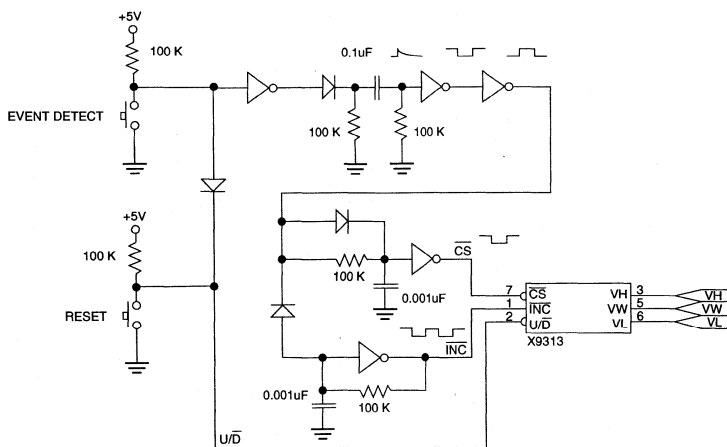 +5V
100 K
EVENT DETECT
0.1uF
100 K
100 K
+5V
100 K
RESET
100 K
0.001uF
CS
INC
0.001uF
100 K
7 CS VH 3 VH
1 INC VW 5 VW
2 U/D VL 6 VL
X9313
U/D